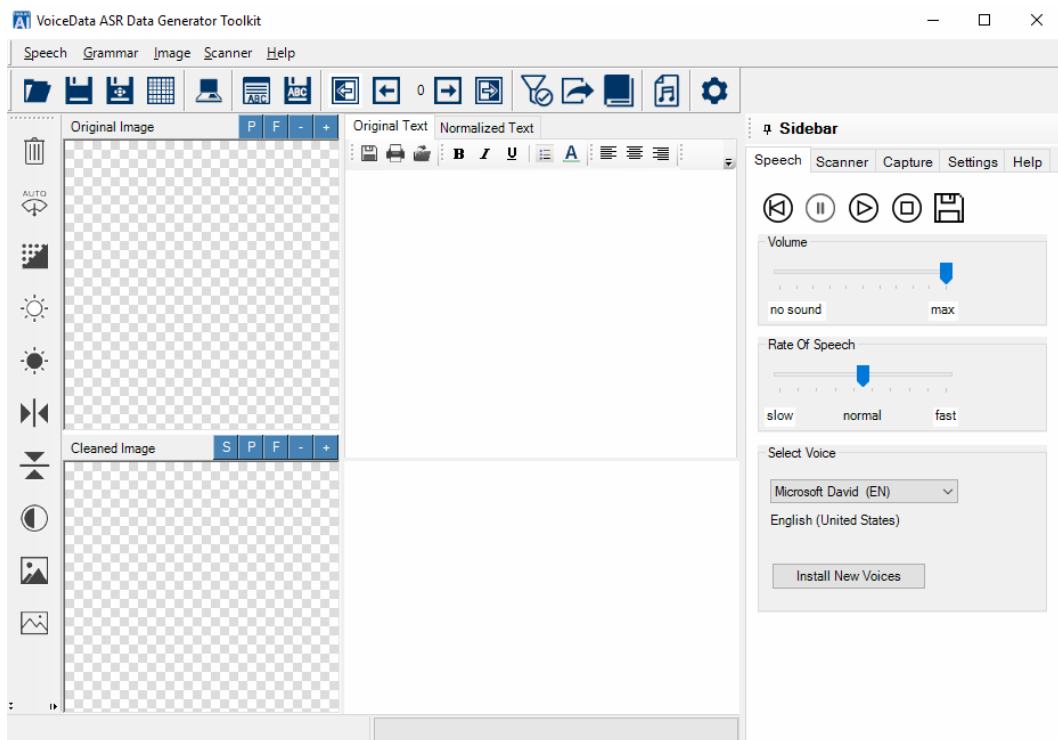 VoiceData ASR Data Generator Toolkit
Speech Grammar Image Scanner Help
ABC ABC 0
Original Image P F - +
Original Text Normalized Text
B I U A
Sidebar
Speech Scanner Capture Settings Help
AUTO
Volume
no sound max
Rate Of Speech
slow normal fast
Cleaned Image S P F - +
Select Voice
Microsoft David (EN)
English (United States)
Install New Voices